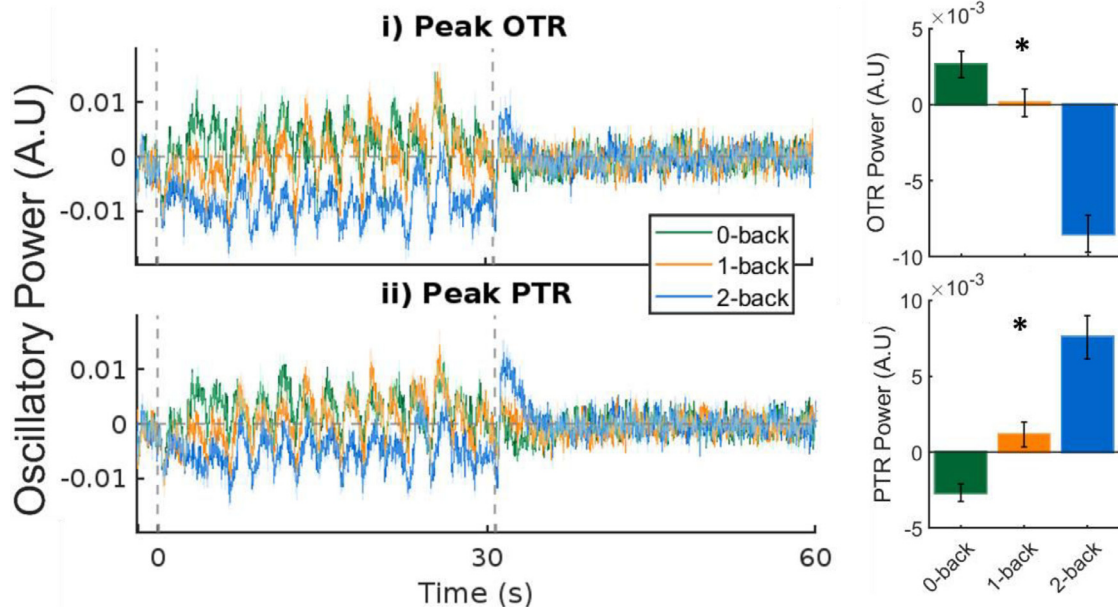 i) Peak OTR
Oscillatory Power (A.U)
0.01
0
-0.01
0-back
1-back
2-back
ii) Peak PTR
0.01
0
-0.01
0
30
60
Time (s)
×10-3
5
0
-5
-10
OTR Power (A.U)
*
×10-3
10
5
0
-5
PTR Power (A.U)
*
0-back
1-back
2-back